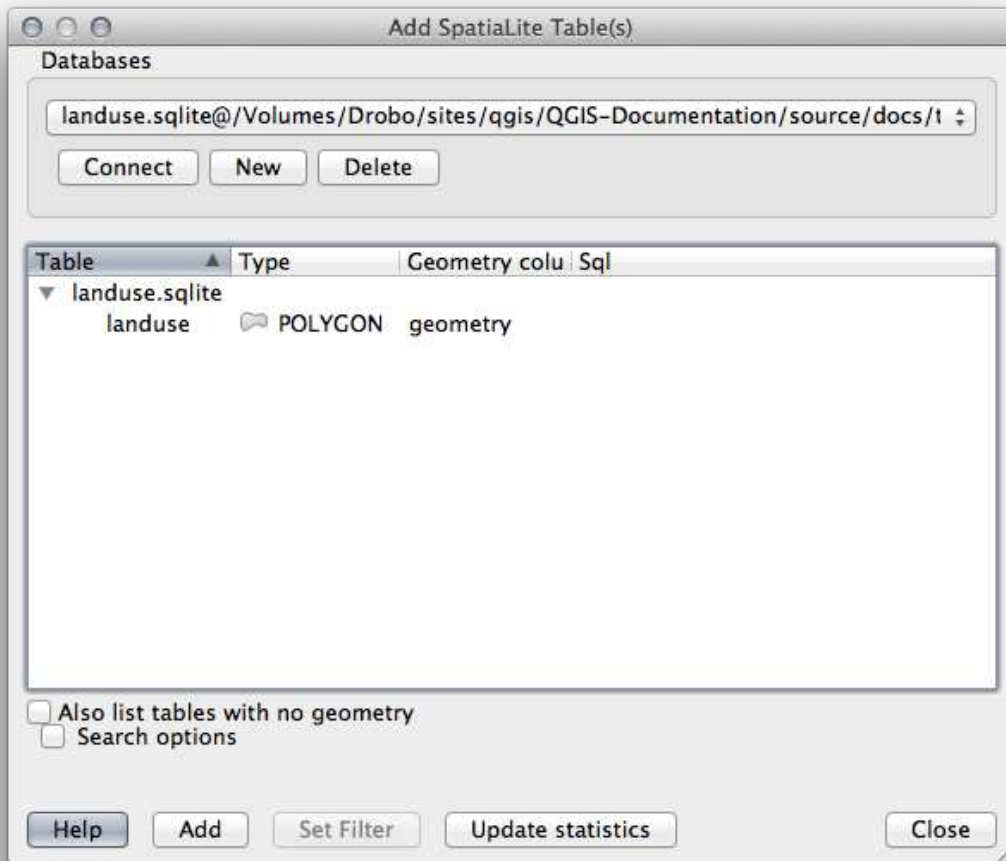 Add SpatiaLite Table(s)
Databases
landuse.sqlite@/Volumes/Drobo/sites/qgis/QGIS-Documentation/source/docs/t
Connect New Delete
Table Type Geometry colu Sql
landuse.sqlite
landuse POLYGON geometry
Also list tables with no geometry
Search options
Help Add Set Filter Update statistics Close